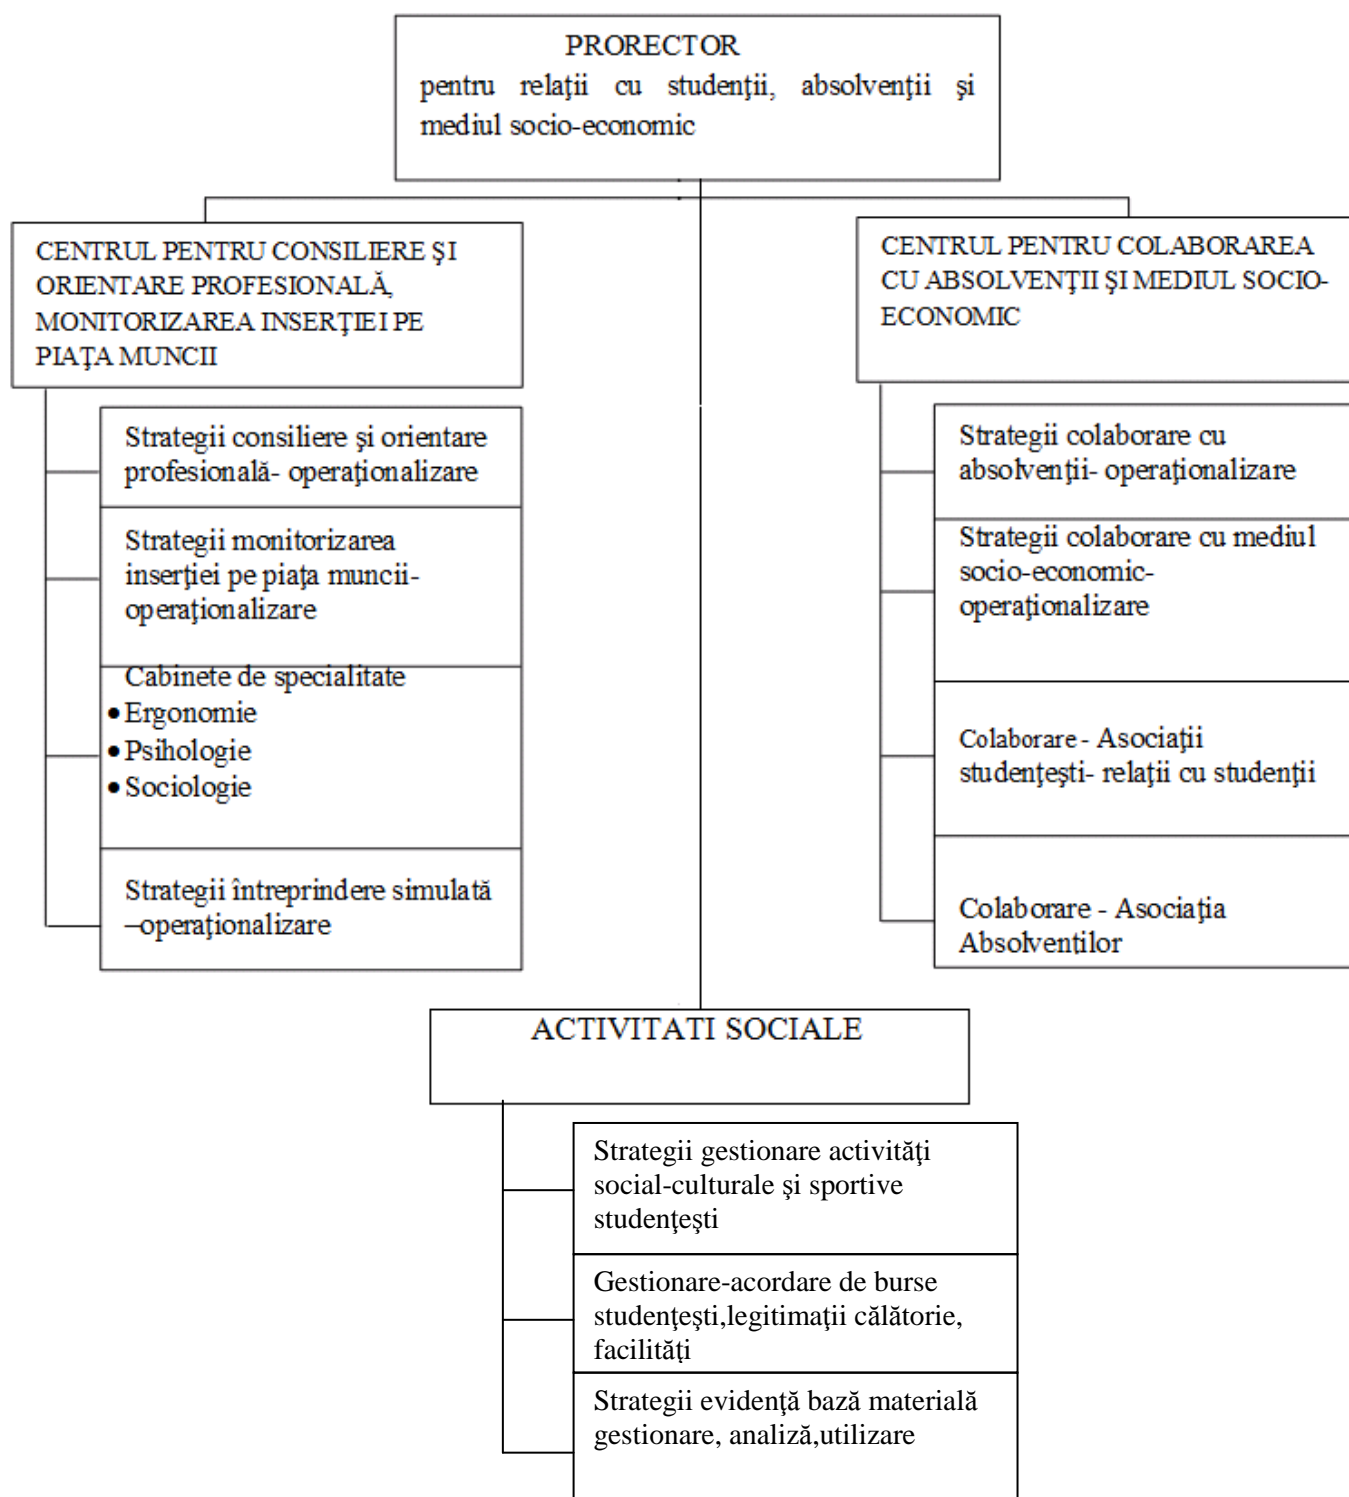 PRORECTOR
pentru relaţii cu studenţii, absolvenţii şi
mediul socio-economic
CENTRUL PENTRU CONSILIERE ŞI
ORIENTARE PROFESIONALĂ,
MONITORIZAREA INSERŢIEI PE
PIAŢA MUNCII
Strategii consiliere şi orientare
profesională- operaţionalizare
Strategii monitorizarea
inserţiei pe piaţa muncii-
operaţionalizare
Cabinete de specialitate
• Ergonomie
• Psihologie
• Sociologie
Strategii întreprindere simulată
–operaţionalizare
CENTRUL PENTRU COLABORAREA
CU ABSOLVENŢII ŞI MEDIUL SOCIO-
ECONOMIC
Strategii colaborare cu
absolvenţii- operaţionalizare
Strategii colaborare cu mediul
socio-economic-
operaţionalizare
Colaborare - Asociaţii
studenţeşti- relaţii cu studenţii
Colaborare - Asociaţia
Absolvenţilor
ACTIVITATI SOCIALE
Strategii gestionare activităţi
social-culturale şi sportive
studenţeşti
Gestionare-acordare de burse
studenţeşti,legitimaţii călătorie,
facilităţi
Strategii evidenţă bază materială
gestionare, analiză,utilizare